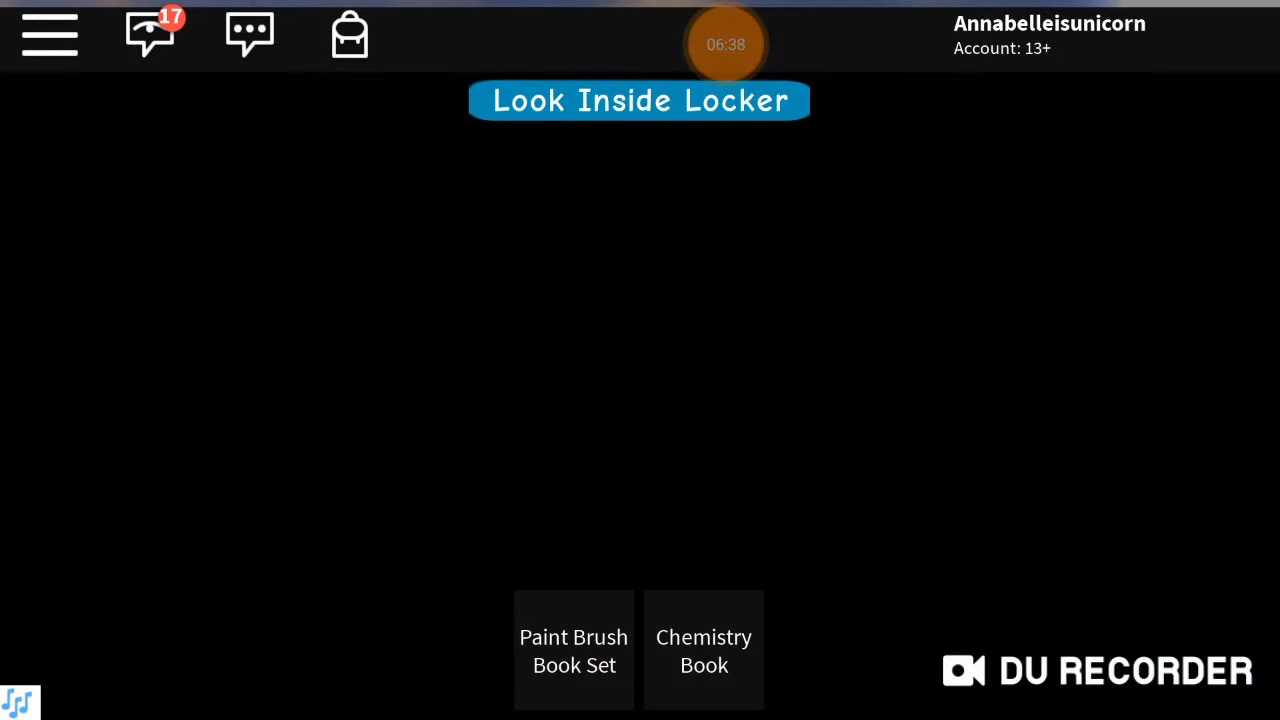 17
06:38
Annabelleisunicorn
Account: 13+
Look Inside Locker
Paint Brush
Book Set
Chemistry
Book
DU RECORDER